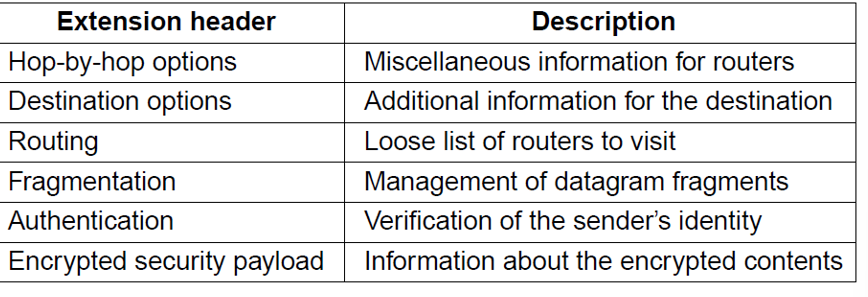 Extension header Description
Hop-by-hop options Miscellaneous information for routers
Destination options Additional information for the destination
Routing Loose list of routers to visit
Fragmentation Management of datagram fragments
Authentication Verification of the sender's identity
Encrypted security payload Information about the encrypted contents